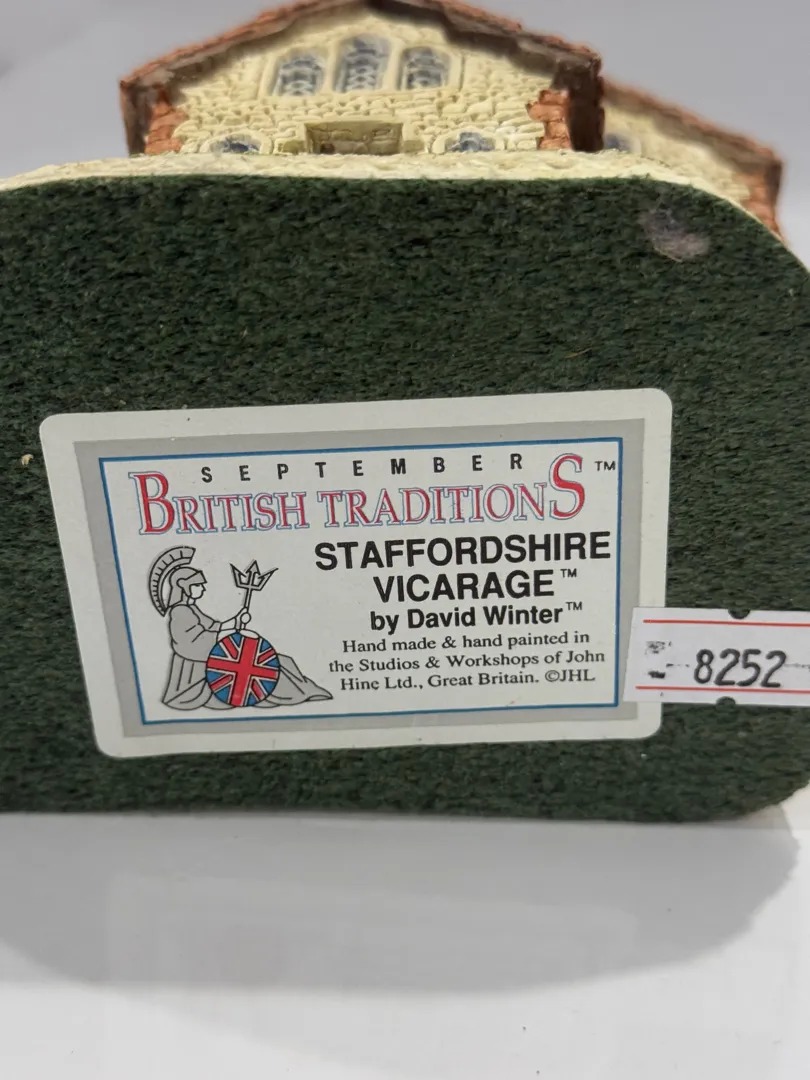 SEPTEMBER
BRITISH TRADITIONS™
STAFFORDSHIRE
VICARAGE™
by David Winter™
Hand made & hand painted in
the Studios & Workshops of John
Hine Ltd., Great Britain. ©JHL
8252